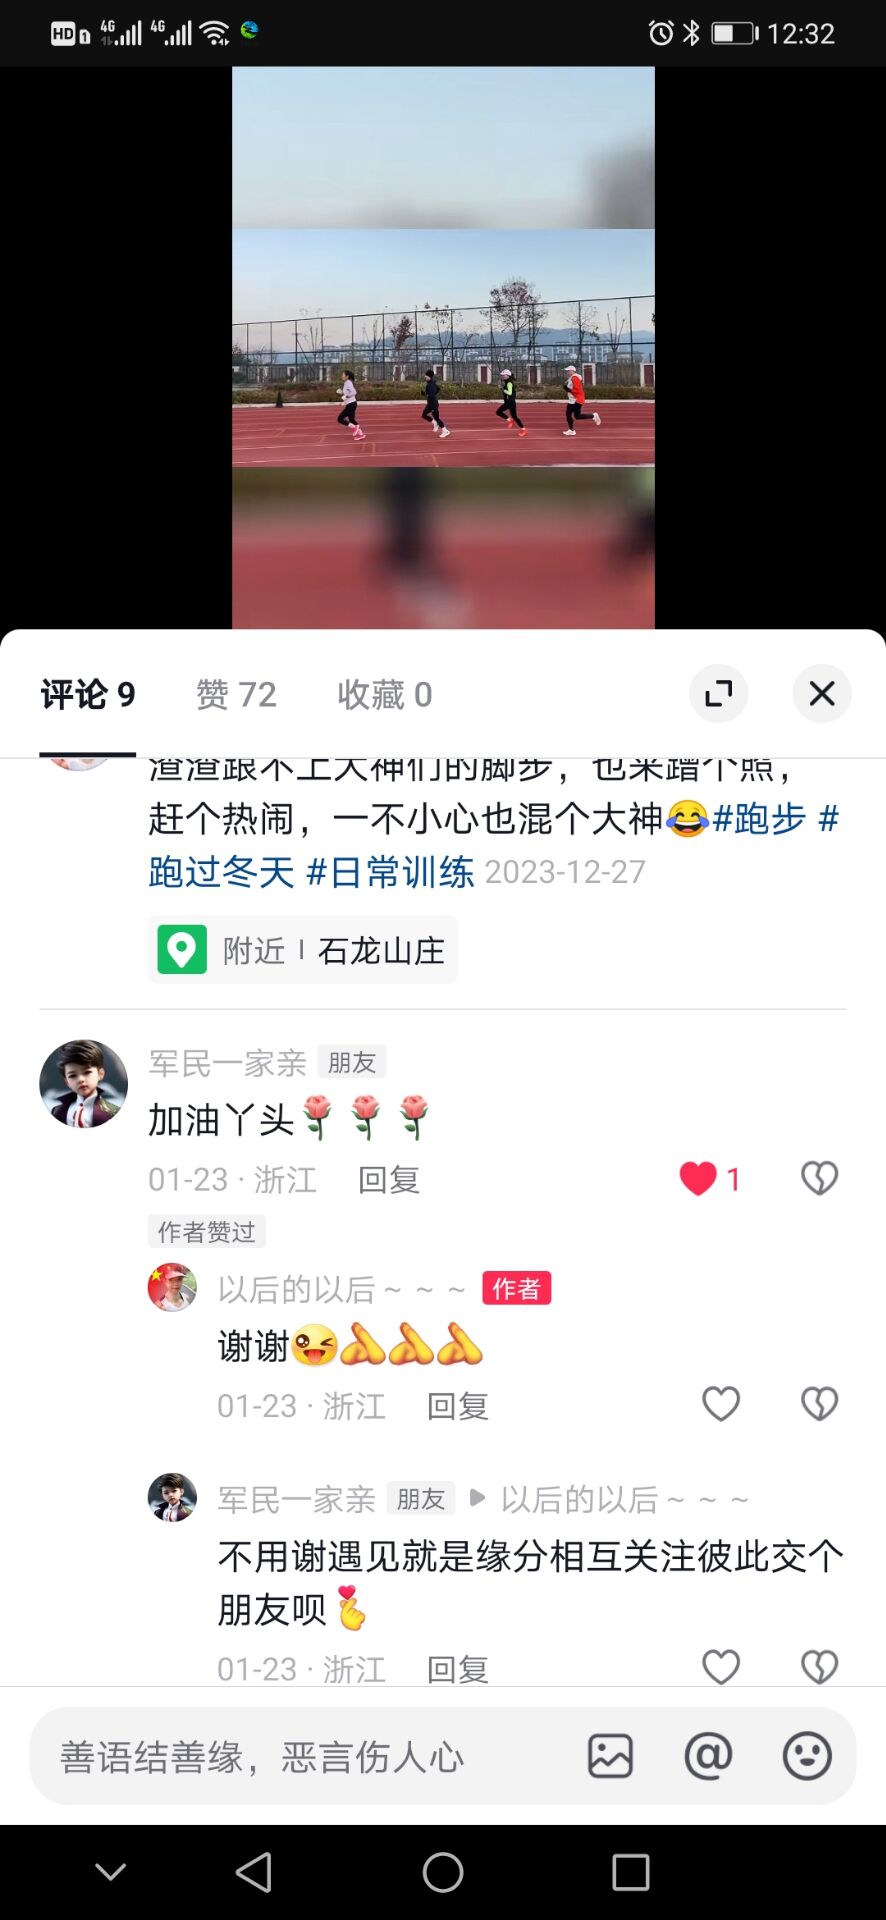 HD 1 4G 4G 12:32
评论 9 赞 72 收藏 0
渣渣跟不上大神们的脚步，也来蹭个照，
赶个热闹，一不小心也混个大神😂#跑步 #
跑过冬天 #日常训练 2023-12-27
附近 | 石龙山庄
军民一家亲 朋友
加油丫头🌹🌹🌹
01-23 · 浙江 回复 1
作者赞过
以后的以后~~~ 作者
谢谢😜🙏🙏🙏
01-23 · 浙江 回复
军民一家亲 朋友 ▶ 以后的以后~~~
不用谢遇见就是缘分相互关注彼此交个
朋友呗🫰
01-23 · 浙江 回复
善语结善缘，恶言伤人心